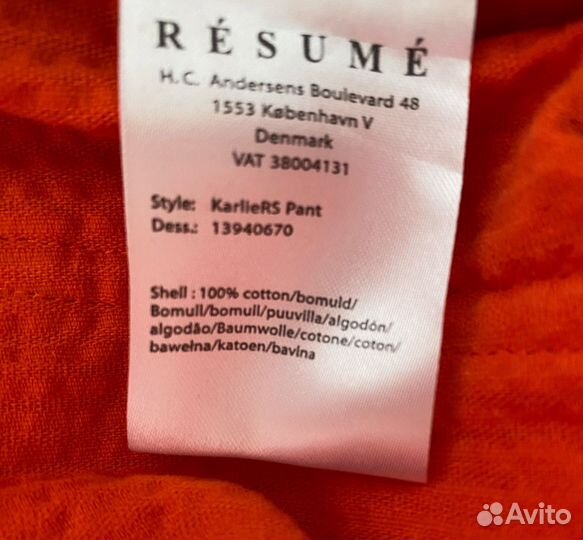 RÉSUMÉ
H. C. Andersens Boulevard 48
1553 København V
Denmark
VAT 38004131
Style: KarlieRS Pant
Dess.: 13940670
Shell : 100% cotton/bomuld/
Bomull/bomull/puuvilla/algodón/
algodão/Baumwolle/cotone/coton/
bawełna/katoen/bavlna
Avito